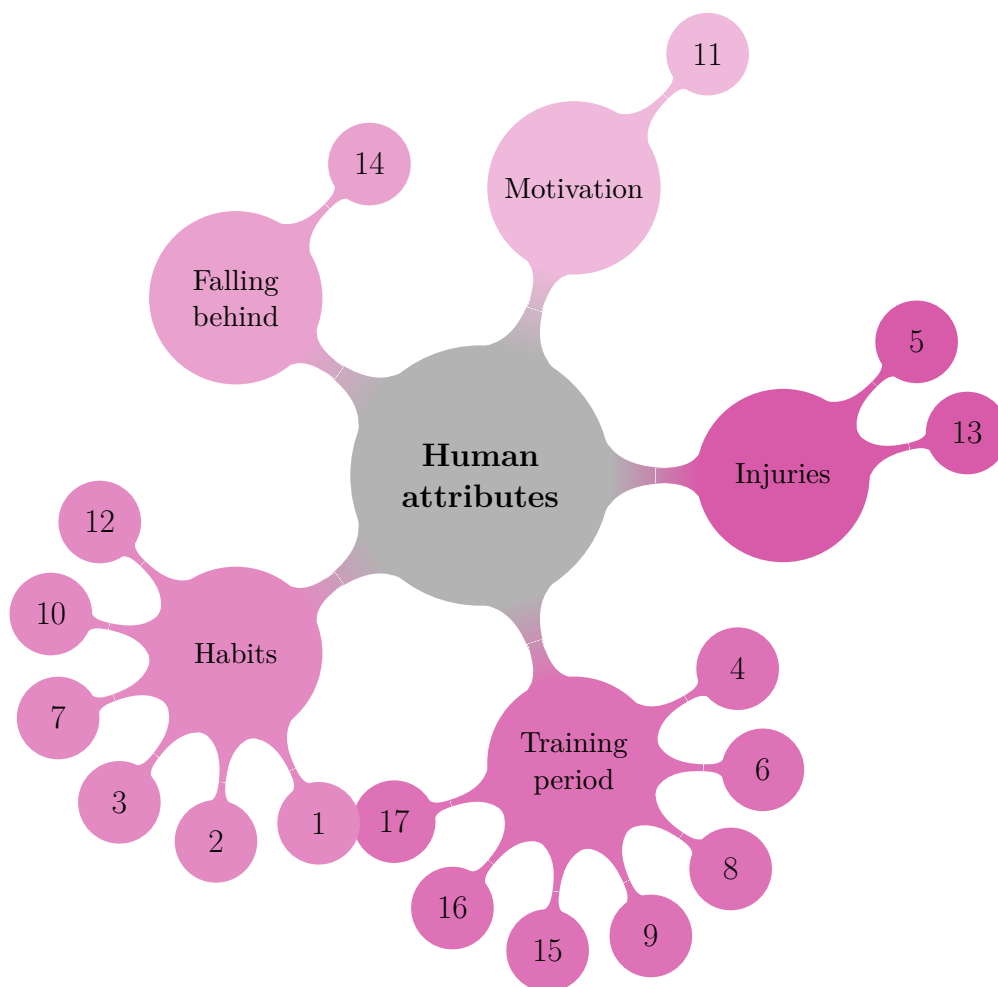 11
14
Motivation
Falling
behind
5
13
Human
attributes
Injuries
12
10
Habits
7
3
2
1
4
Training
period
6
17
8
16
15
9